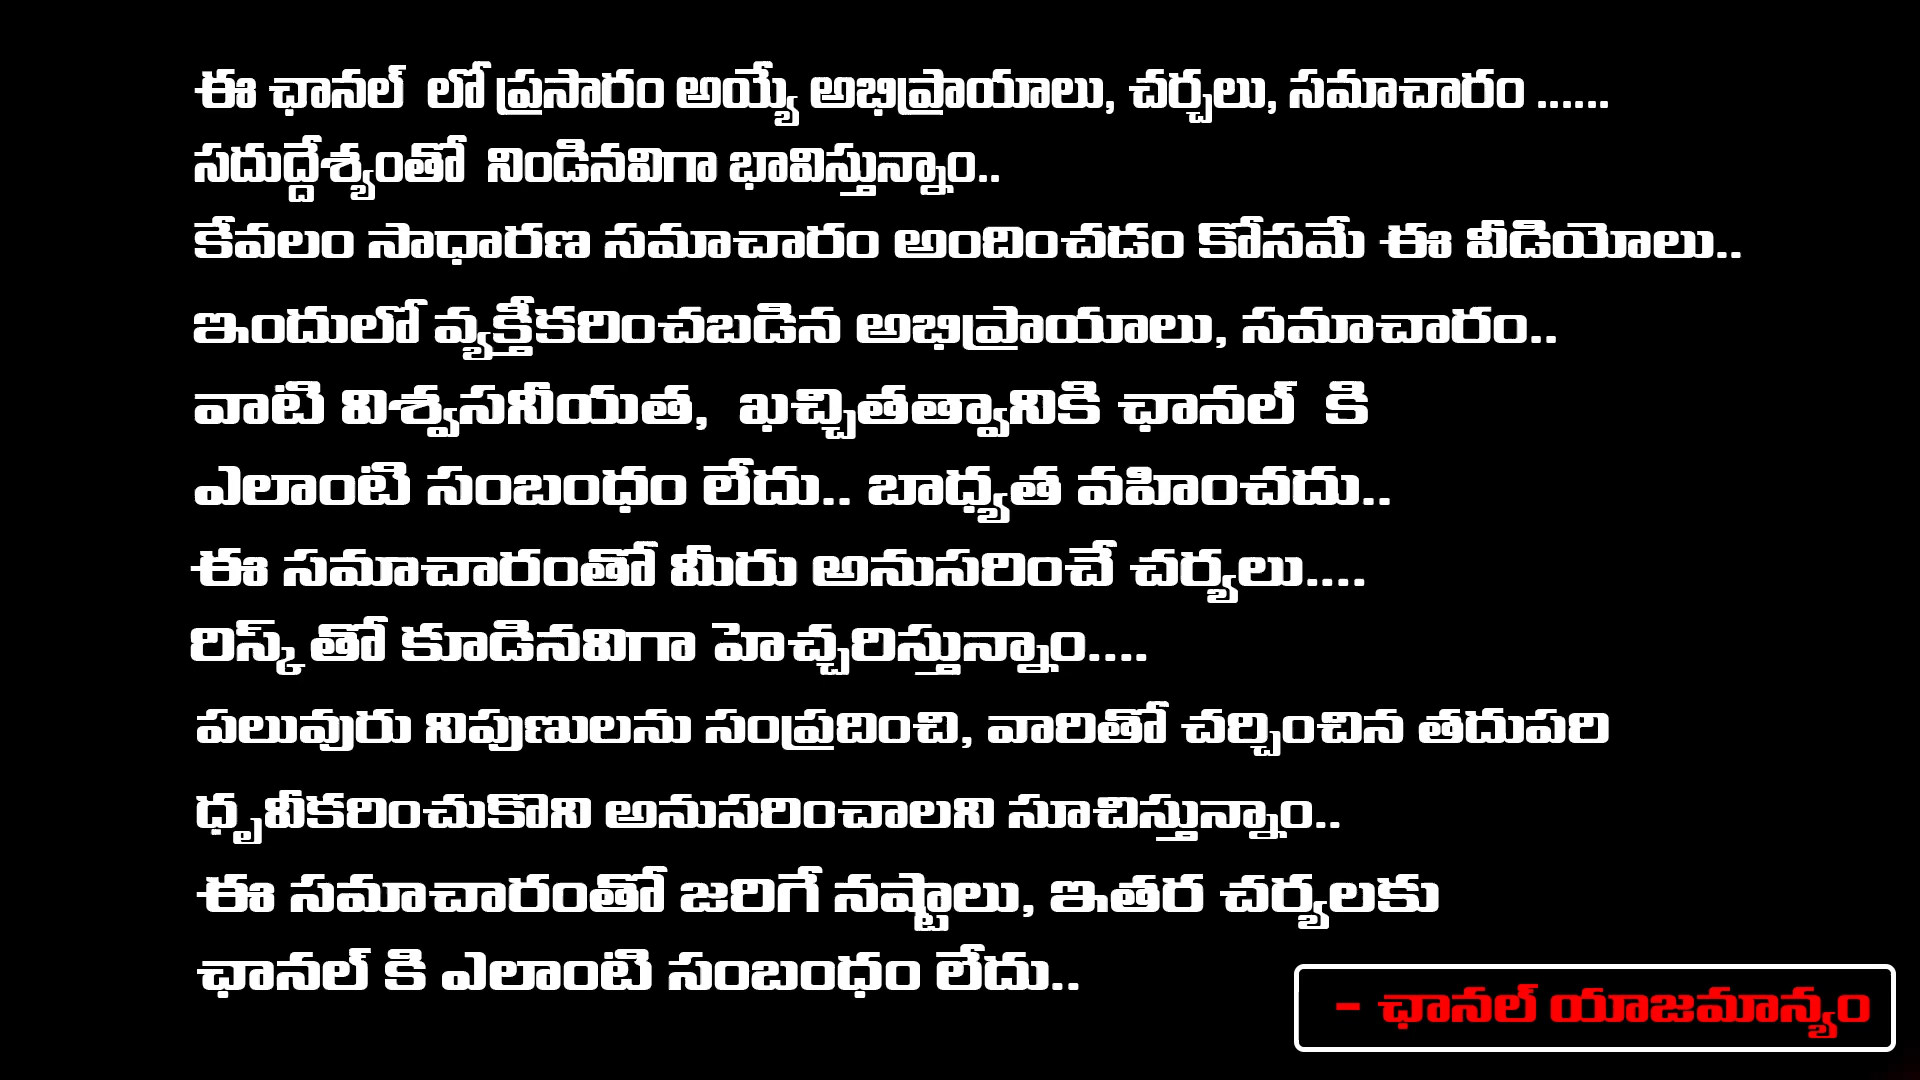 ఈ ఛానల్ లో ప్రసారం అయ్యే అభిప్రాయాలు, చర్చలు, సమాచారం ......
సదుద్దేశ్యంతో నిండినవిగా భావిస్తున్నాం..
కేవలం సాధారణ సమాచారం అందించడం కోసమే ఈ వీడియోలు..
ఇందులో వ్యక్తీకరించబడిన అభిప్రాయాలు, సమాచారం..
వాటి విశ్వసనీయత, ఖచ్చితత్వానికి ఛానల్ కి
ఎలాంటి సంబంధం లేదు.. బాధ్యత వహించదు..
ఈ సమాచారంతో మీరు అనుసరించే చర్యలు....
రిస్క్ తో కూడినవిగా హెచ్చరిస్తున్నాం....
పలువురు నిపుణులను సంప్రదించి, వారితో చర్చించిన తదుపరి
ధృవీకరించుకొని అనుసరించాలని సూచిస్తున్నాం..
ఈ సమాచారంతో జరిగే నష్టాలు, ఇతర చర్యలకు
ఛానల్ కి ఎలాంటి సంబంధం లేదు..
- ఛానల్ యాజమాన్యం